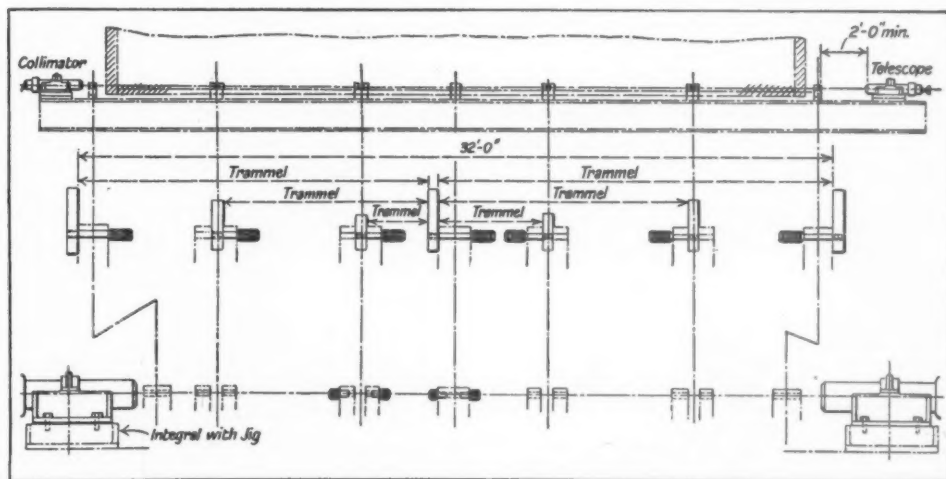 2'-0" min.
Collimator
Telescope
32'-0"
Trammel
Trammel
Trammel
Trammel
Trammel
Trammel
Integral with Jig